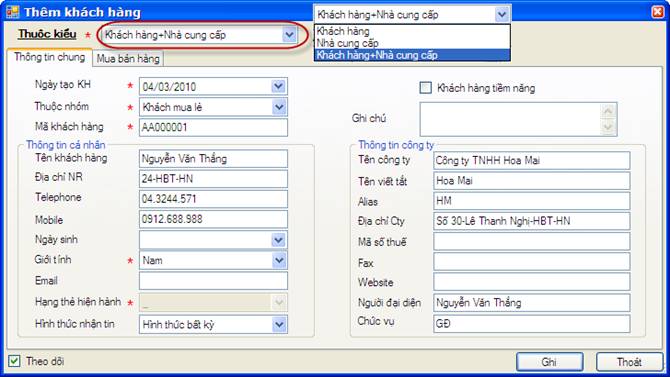 Thêm khách hàng
Thuộc kiểu * Khách hàng+Nhà cung cấp
Khách hàng+Nhà cung cấp
Khách hàng
Nhà cung cấp
Khách hàng+Nhà cung cấp
Thông tin chung Mua bán hàng
Ngày tạo KH * 04/03/2010
Thuộc nhóm * Khách mua lẻ
Mã khách hàng * AA000001
Khách hàng tiềm năng
Ghi chú
Thông tin cá nhân
Tên khách hàng Nguyễn Văn Thắng
Địa chỉ NR 24-HBT-HN
Telephone 04.3244.571
Mobile 0912.688.988
Ngày sinh
Giới tính * Nam
Email
Hạng thẻ hiện hành * _
Hình thức nhận tin Hình thức bất kỳ
Thông tin công ty
Tên công ty Công ty TNHH Hoa Mai
Tên viết tắt Hoa Mai
Alias HM
Địa chỉ Cty Số 30-Lê Thanh Nghị-HBT-HN
Mã số thuế
Fax
Website
Người đại diện Nguyễn Văn Thắng
Chức vụ GĐ
Theo dõi
Ghi
Thoát